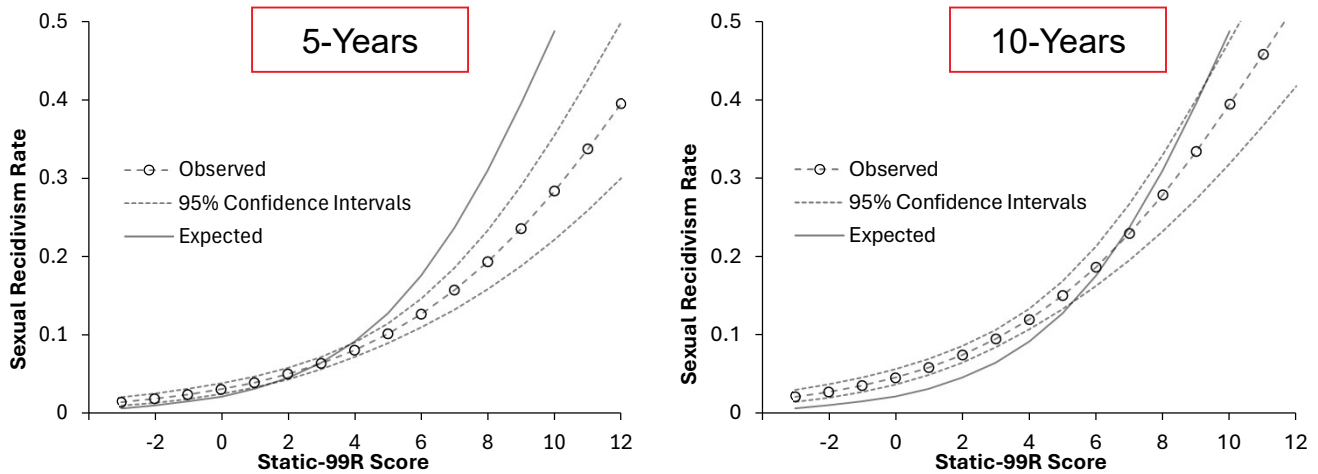 5-Years
0.5
0.4
0.3
0.2
0.1
0
Sexual Recidivism Rate
Observed
95% Confidence Intervals
Expected
-2 0 2 4 6 8 10 12
Static-99R Score
10-Years
0.5
0.4
0.3
0.2
0.1
0
Sexual Recidivism Rate
Observed
95% Confidence Intervals
Expected
-2 0 2 4 6 8 10 12
Static-99R Score